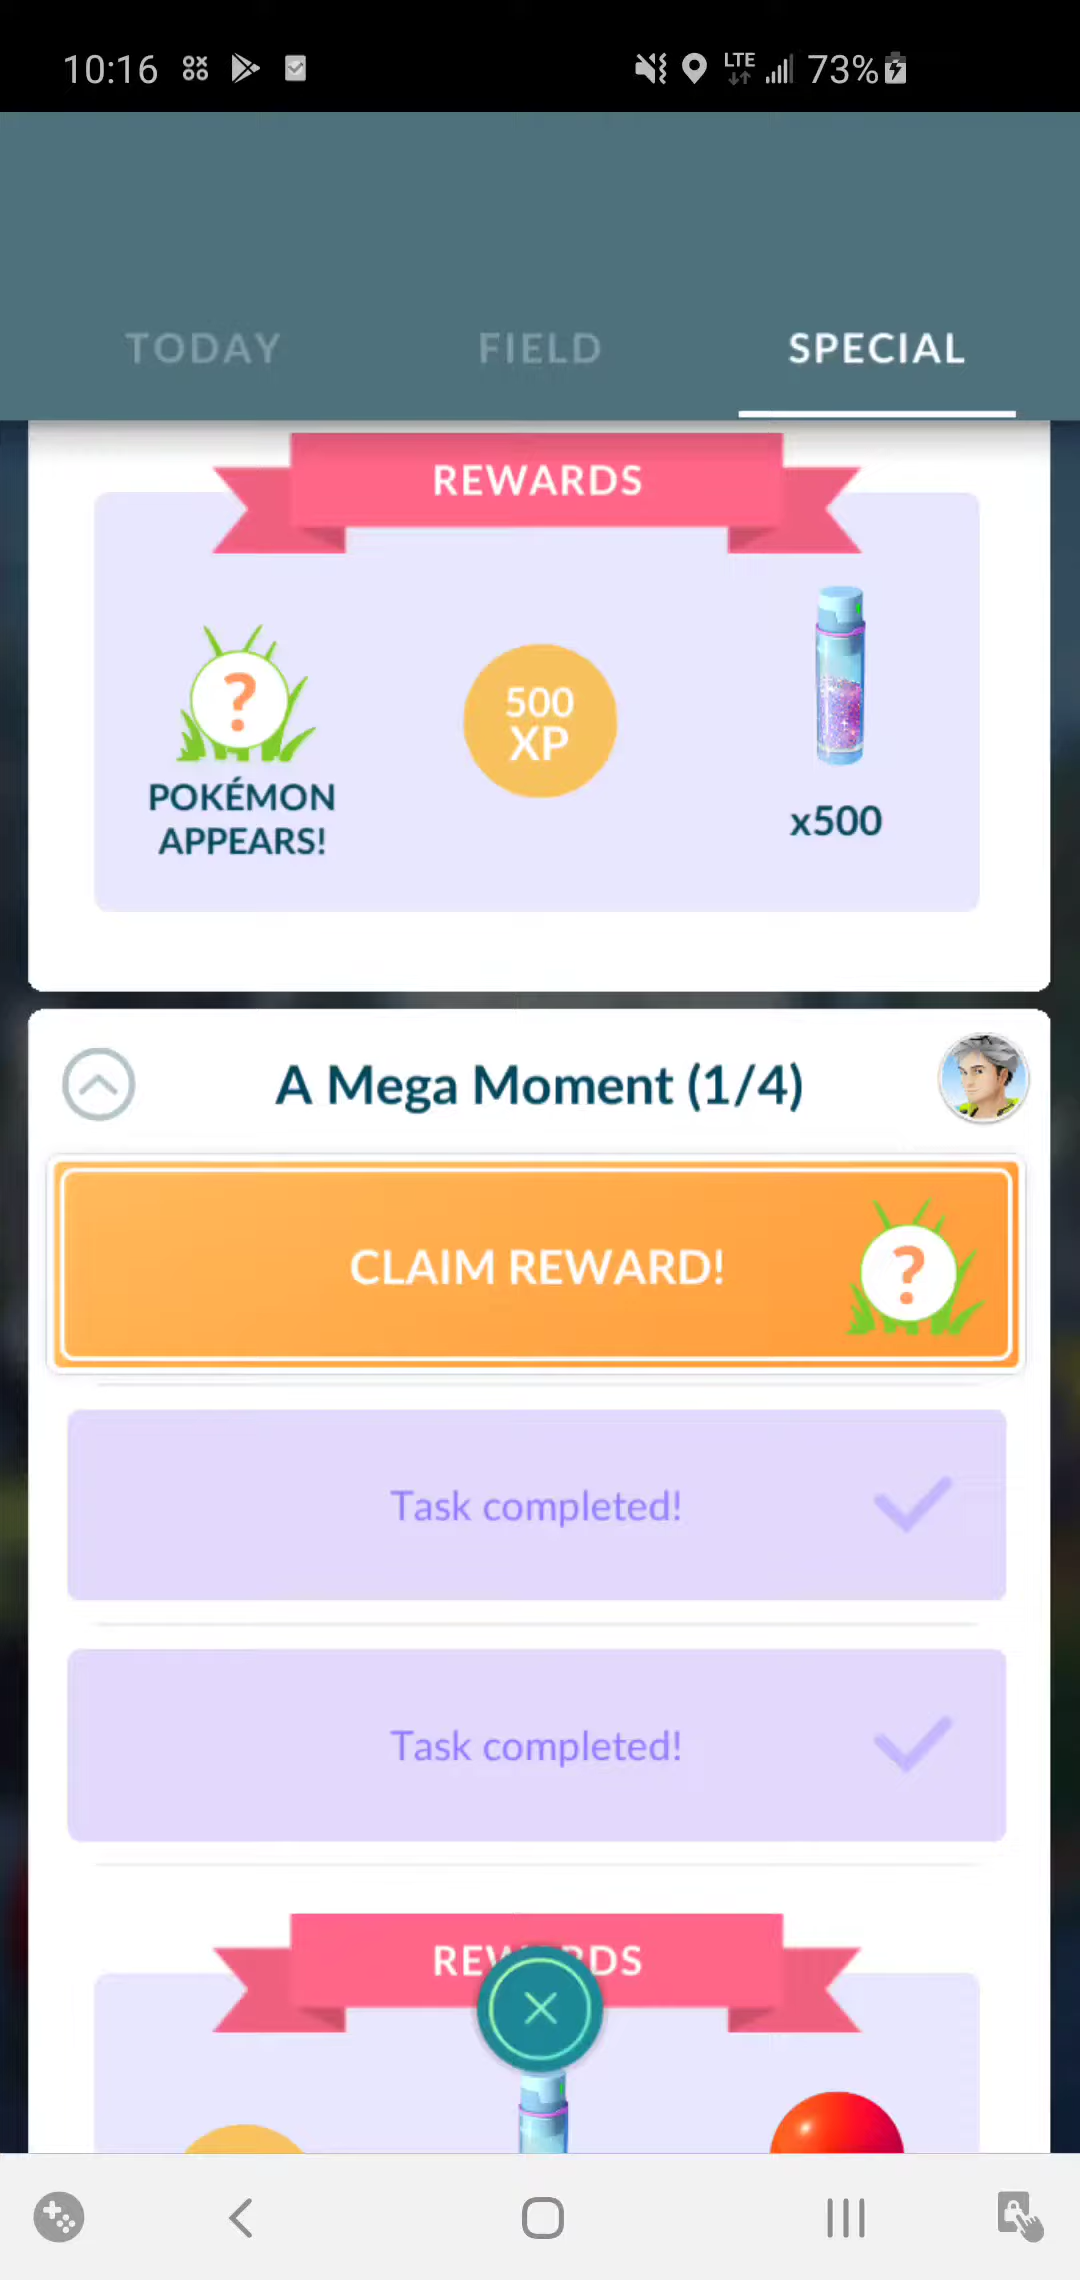 10:16
LTE
73%
TODAY
FIELD
SPECIAL
REWARDS
?
500
XP
POKÉMON
APPEARS!
x500
A Mega Moment (1/4)
CLAIM REWARD!
?
Task completed!
Task completed!
REWARDS